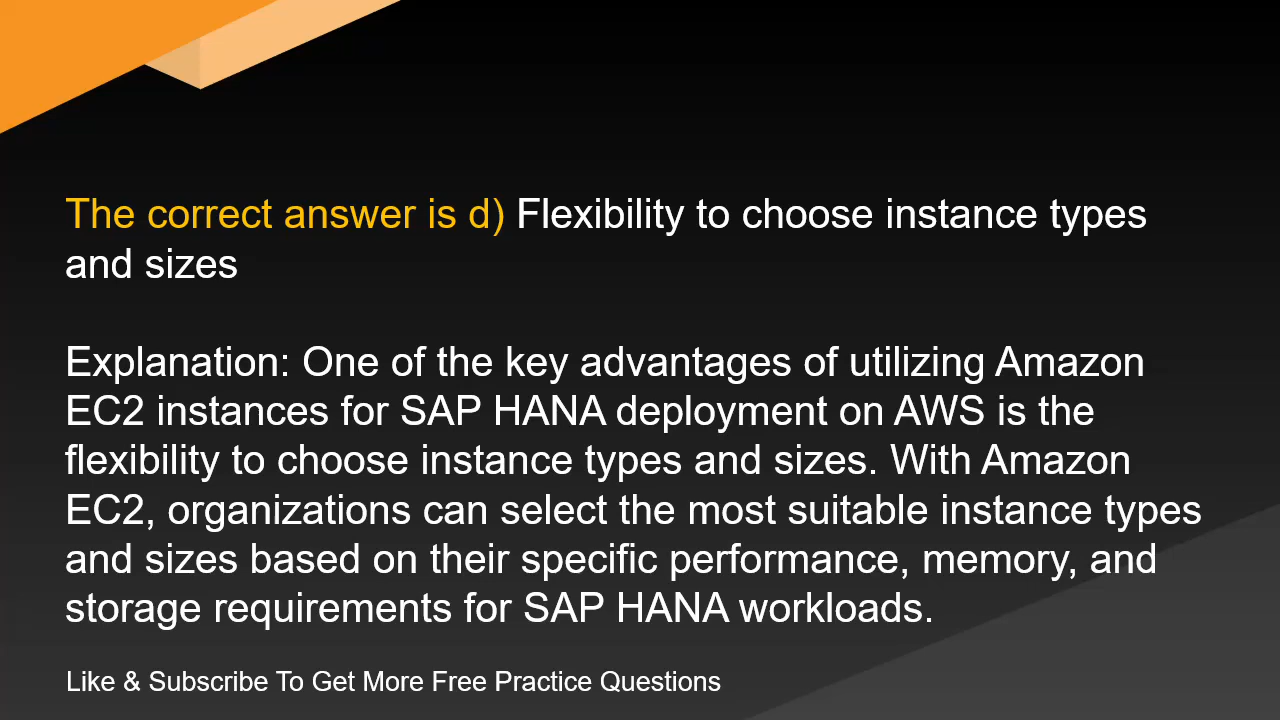 The correct answer is d) Flexibility to choose instance types
and sizes
Explanation: One of the key advantages of utilizing Amazon
EC2 instances for SAP HANA deployment on AWS is the
flexibility to choose instance types and sizes. With Amazon
EC2, organizations can select the most suitable instance types
and sizes based on their specific performance, memory, and
storage requirements for SAP HANA workloads.
Like & Subscribe To Get More Free Practice Questions